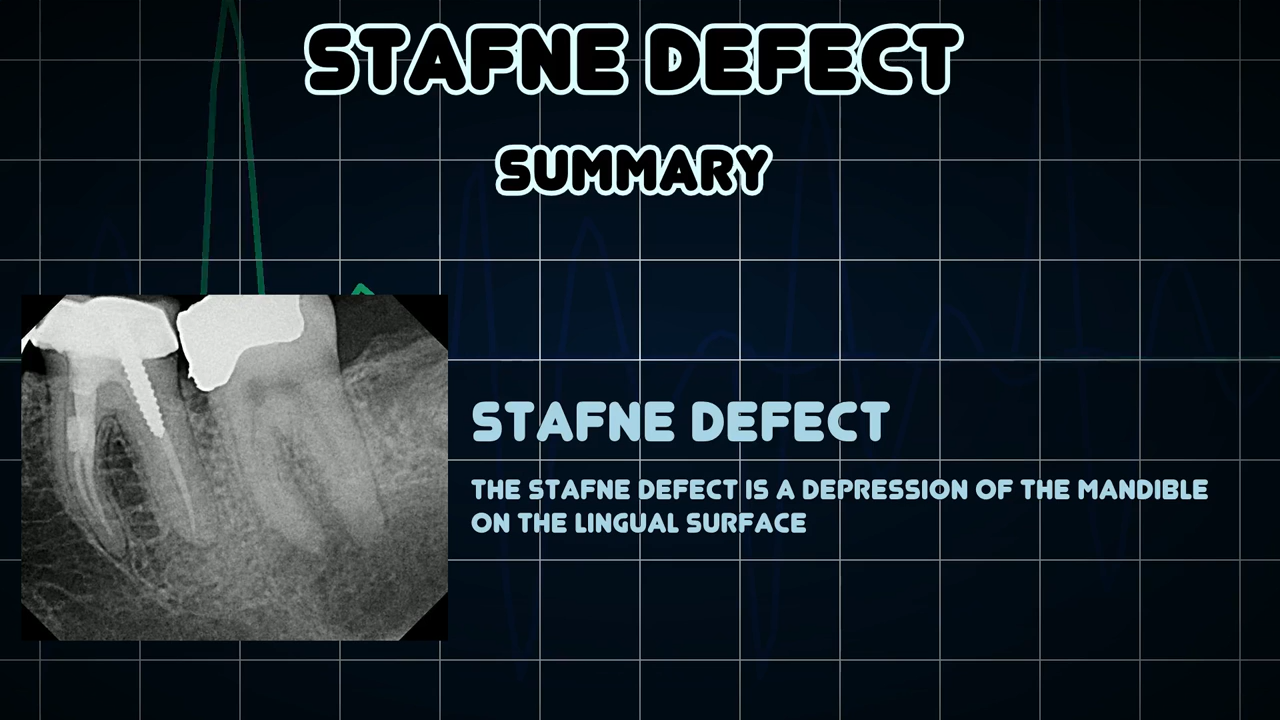 STAFNE DEFECT
SUMMARY
STAFNE DEFECT
THE STAFNE DEFECT IS A DEPRESSION OF THE MANDIBLE
ON THE LINGUAL SURFACE